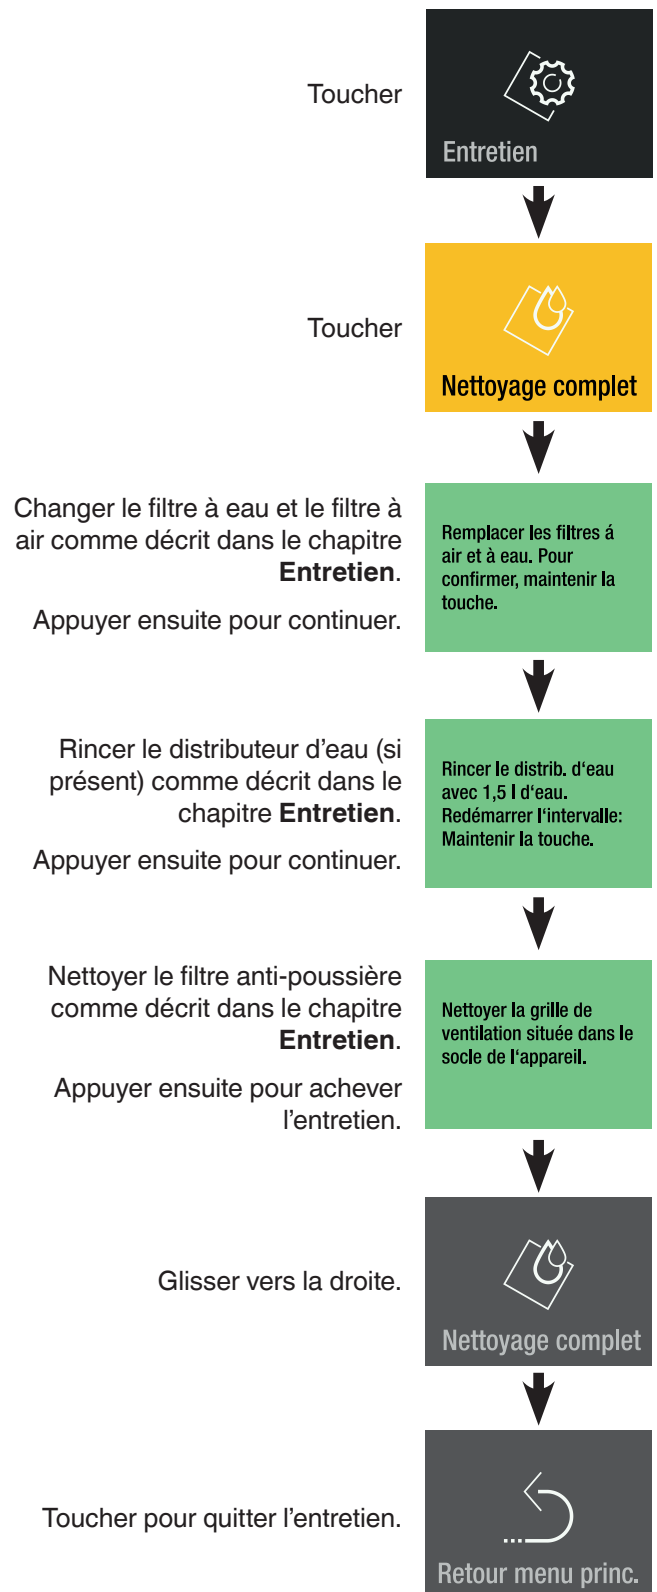 Toucher
Entretien
Toucher
Nettoyage complet
Changer le filtre à eau et le filtre à
air comme décrit dans le chapitre
Entretien.
Appuyer ensuite pour continuer.
Remplacer les filtres á
air et à eau. Pour
confirmer, maintenir la
touche.
Rincer le distributeur d’eau (si
présent) comme décrit dans le
chapitre Entretien.
Appuyer ensuite pour continuer.
Rincer le distrib. d‘eau
avec 1,5 l d‘eau.
Redémarrer l‘intervalle:
Maintenir la touche.
Nettoyer le filtre anti-poussière
comme décrit dans le chapitre
Entretien.
Appuyer ensuite pour achever
l’entretien.
Nettoyer la grille de
ventilation située dans le
socle de l‘appareil.
Glisser vers la droite.
Nettoyage complet
Toucher pour quitter l’entretien.
Retour menu princ.